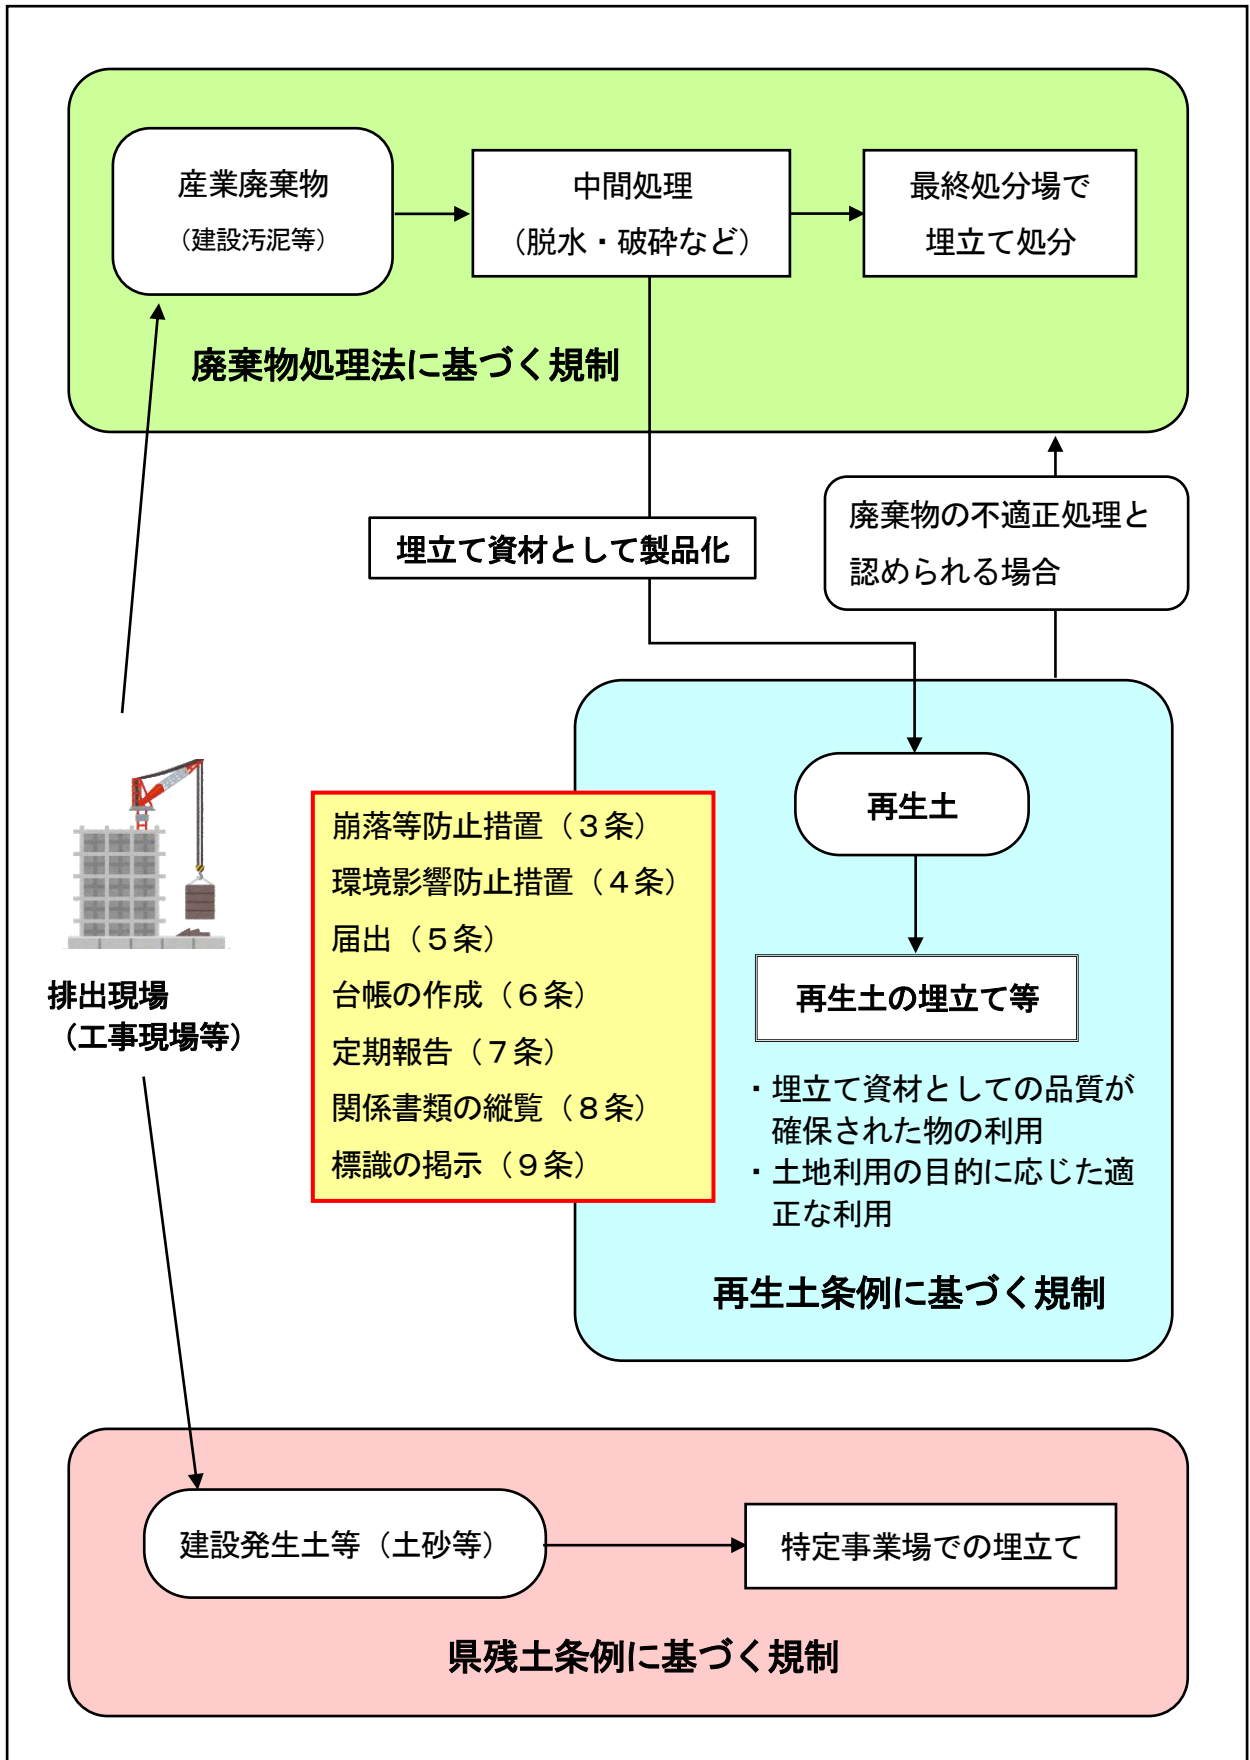 産業廃棄物
（建設汚泥等）
中間処理
（脱水・破砕など）
最終処分場で
埋立て処分
廃棄物処理法に基づく規制
埋立て資材として製品化
廃棄物の不適正処理と
認められる場合
再生土
崩落等防止措置（３条）
環境影響防止措置（４条）
届出（５条）
台帳の作成（６条）
定期報告（７条）
関係書類の縦覧（８条）
標識の掲示（９条）
排出現場
（工事現場等）
再生土の埋立て等
・埋立て資材としての品質が
確保された物の利用
・土地利用の目的に応じた適
正な利用
再生土条例に基づく規制
建設発生土等（土砂等）
特定事業場での埋立て
県残土条例に基づく規制